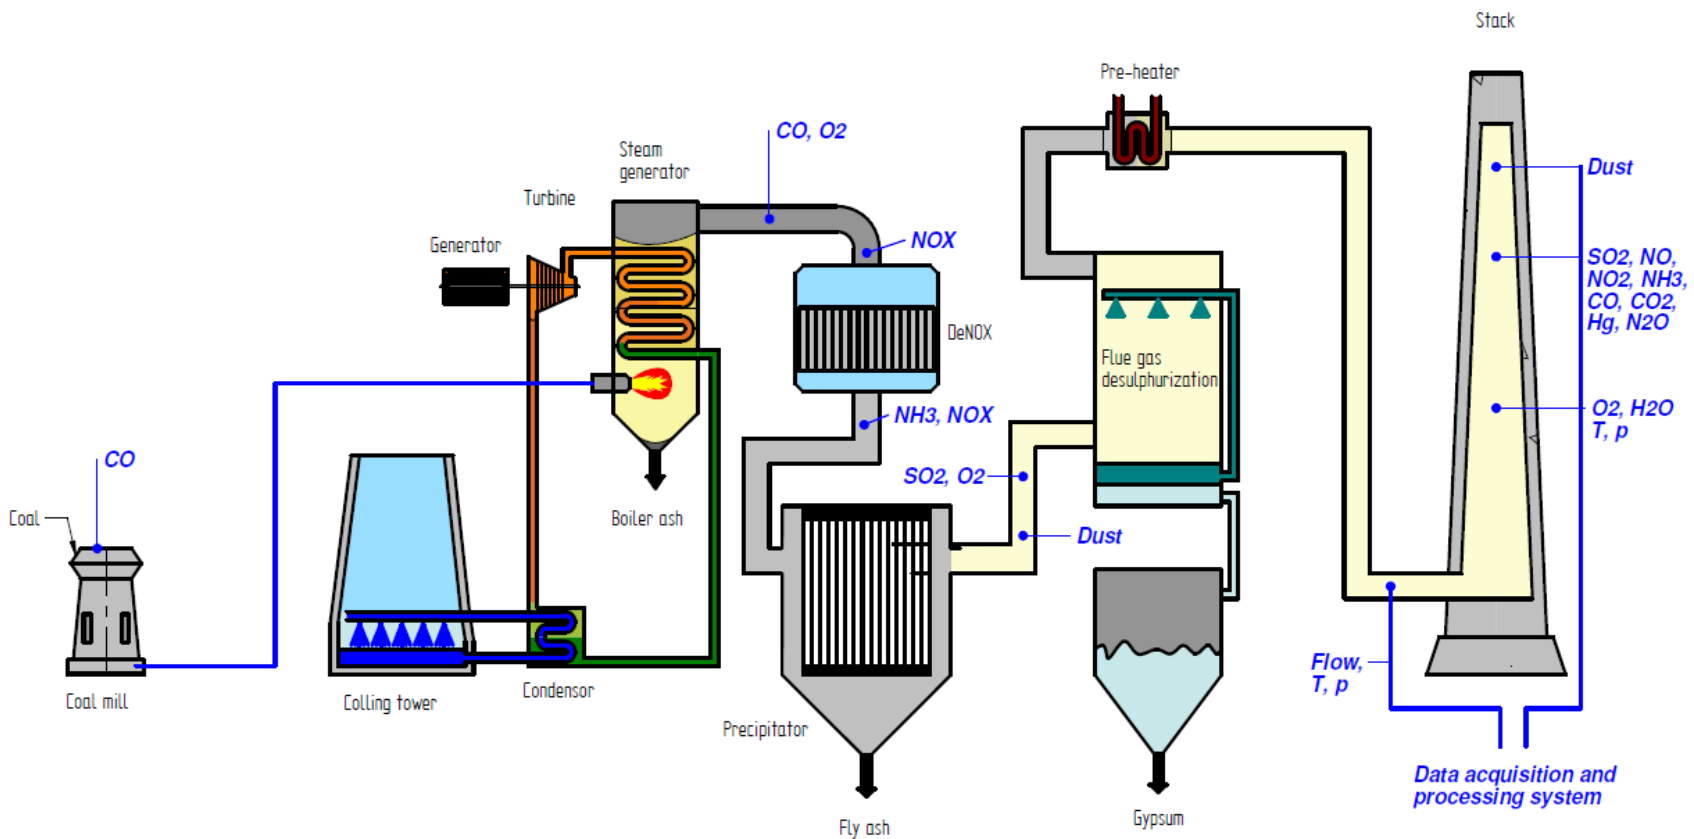 Stack
Pre-heater
CO, O2
Steam
generator
Dust
Turbine
Generator
NOX
SO2, NO,
NO2, NH3,
CO, CO2,
Hg, N2O
DeNOX
Flue gas
desulphurization
NH3, NOX
O2, H2O
T, p
CO
SO2, O2
Coal
Boiler ash
Dust
Flow,
T, p
Coal mill
Colling tower
Condensor
Precipitator
Data acquisition and
processing system
Gypsum
Fly ash